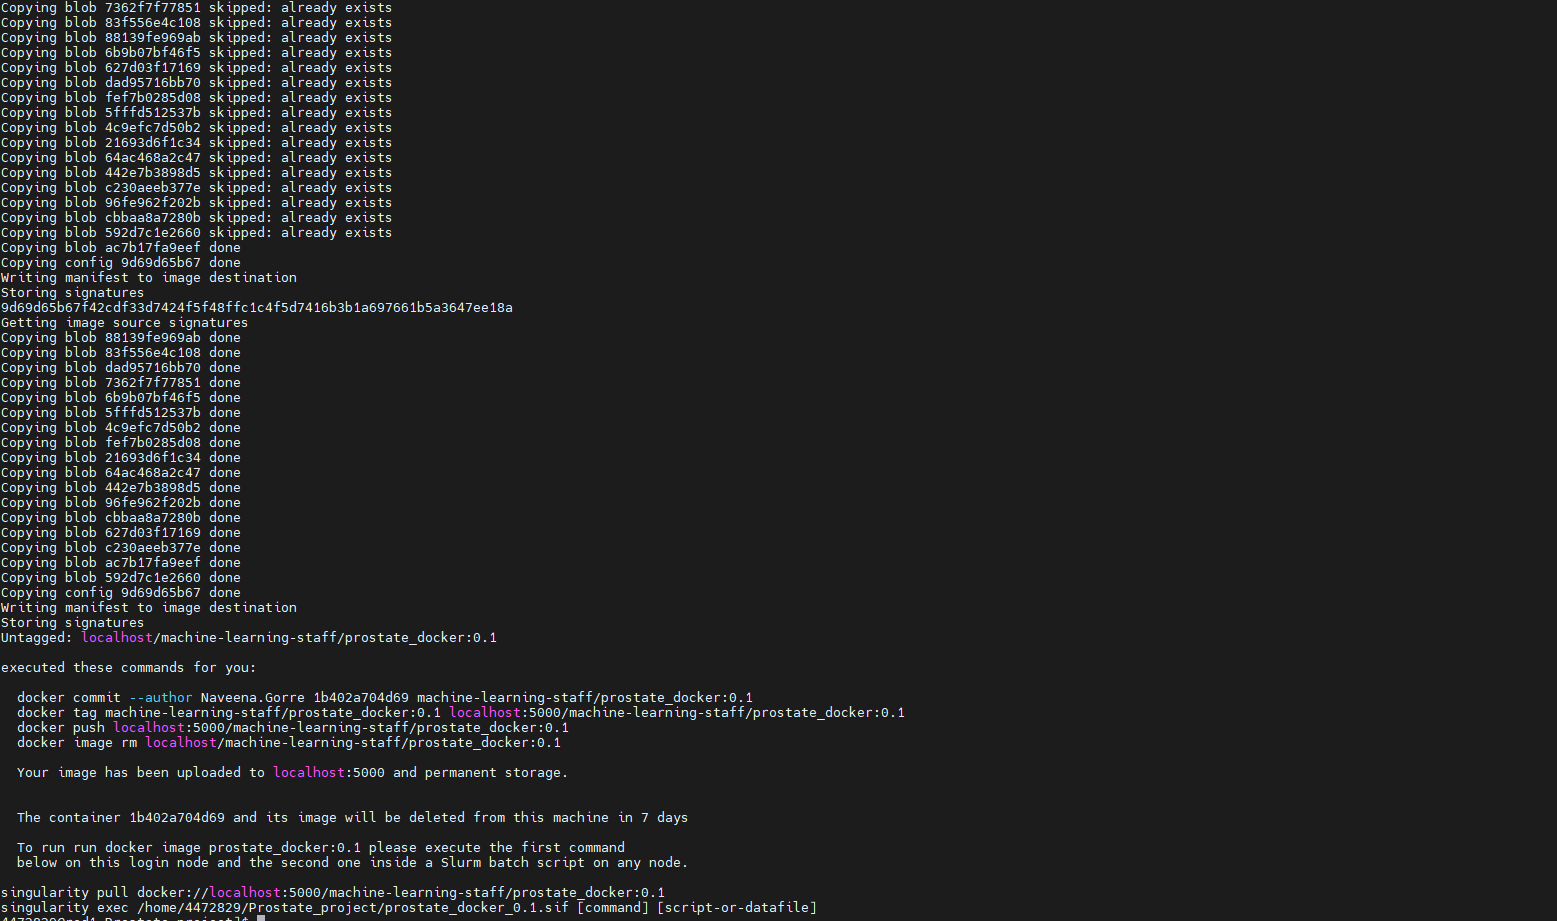 Copying blob 7362f7f77851 skipped: already exists
Copying blob 83f556e4c108 skipped: already exists
Copying blob 88139fe969ab skipped: already exists
Copying blob 6b9b07bf46f5 skipped: already exists
Copying blob 627d03f17169 skipped: already exists
Copying blob dad95716bb70 skipped: already exists
Copying blob fef7b0285d08 skipped: already exists
Copying blob 5fffd512537b skipped: already exists
Copying blob 4c9efc7d50b2 skipped: already exists
Copying blob 21693d6f1c34 skipped: already exists
Copying blob 64ac468a2c47 skipped: already exists
Copying blob 442e7b3898d5 skipped: already exists
Copying blob c230aeeb377e skipped: already exists
Copying blob 96fe962f202b skipped: already exists
Copying blob cbbaa8a7280b skipped: already exists
Copying blob 592d7c1e2660 skipped: already exists
Copying blob ac7b17fa9eef done
Copying config 9d69d65b67 done
Writing manifest to image destination
Storing signatures
9d69d65b67f42cdf33d7424f5f48ffc1c4f5d7416b3b1a697661b5a3647ee18a
Getting image source signatures
Copying blob 88139fe969ab done
Copying blob 83f556e4c108 done
Copying blob dad95716bb70 done
Copying blob 7362f7f77851 done
Copying blob 6b9b07bf46f5 done
Copying blob 5fffd512537b done
Copying blob 4c9efc7d50b2 done
Copying blob fef7b0285d08 done
Copying blob 21693d6f1c34 done
Copying blob 64ac468a2c47 done
Copying blob 442e7b3898d5 done
Copying blob 96fe962f202b done
Copying blob cbbaa8a7280b done
Copying blob 627d03f17169 done
Copying blob c230aeeb377e done
Copying blob ac7b17fa9eef done
Copying blob 592d7c1e2660 done
Copying config 9d69d65b67 done
Writing manifest to image destination
Storing signatures
Untagged: localhost/machine-learning-staff/prostate_docker:0.1
executed these commands for you:
docker commit --author Naveena.Gorre 1b402a704d69 machine-learning-staff/prostate_docker:0.1
docker tag machine-learning-staff/prostate_docker:0.1 localhost:5000/machine-learning-staff/prostate_docker:0.1
docker push localhost:5000/machine-learning-staff/prostate_docker:0.1
docker image rm localhost/machine-learning-staff/prostate_docker:0.1
Your image has been uploaded to localhost:5000 and permanent storage.
The container 1b402a704d69 and its image will be deleted from this machine in 7 days
To run run docker image prostate_docker:0.1 please execute the first command
below on this login node and the second one inside a Slurm batch script on any node.
singularity pull docker://localhost:5000/machine-learning-staff/prostate_docker:0.1
singularity exec /home/4472829/Prostate_project/prostate_docker_0.1.sif [command] [script-or-datafile]